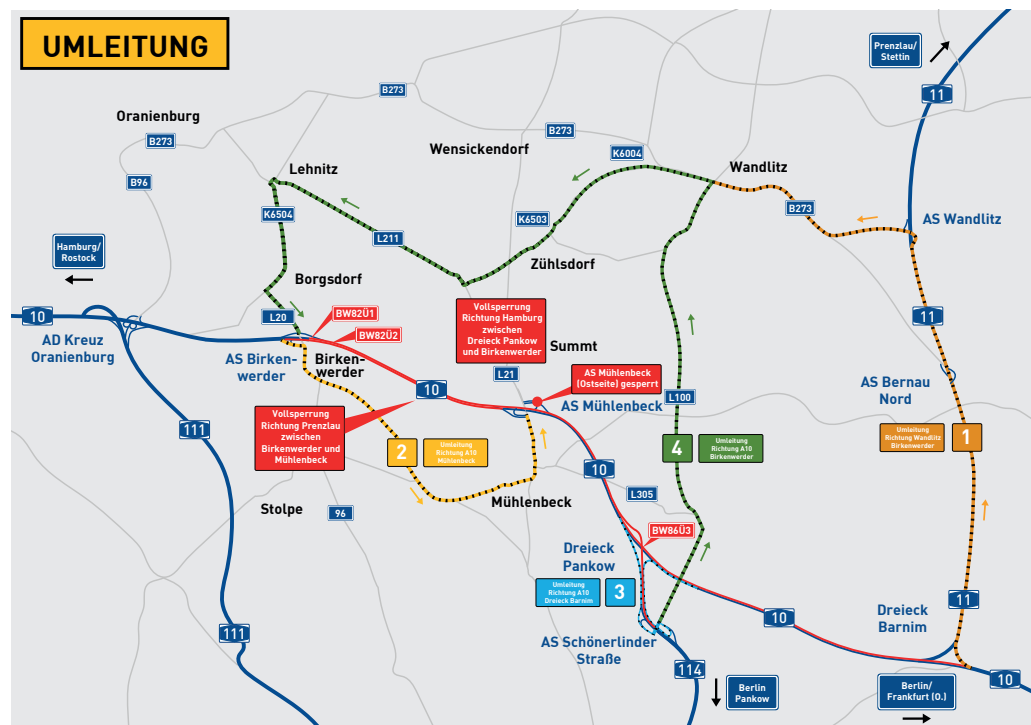 UMLEITUNG
Prenzlau/
Stettin
11
B273
Oranienburg
B273
B273
Wensickendorf
K6004
Lehnitz
Wandlitz
B96
K6504
K6503
B273
AS Wandlitz
L211
Hamburg/
Rostock
Zühlsdorf
Borgsdorf
10
L20
BW82Ü1
BW82Ü2
Vollsperrung
Richtung Hamburg
zwischen
Dreieck Pankow
und Birkenwerder
11
AD Kreuz
Oranienburg
AS Birken-
werder
Birken-
werder
Summt
L21
AS Mühlenbeck
(Ostseite) gesperrt
AS Bernau
Nord
10
AS Mühlenbeck
L100
Vollsperrung
Richtung Prenzlau
zwischen
Birkenwerder und
Mühlenbeck
111
2
Umleitung
Richtung A10
Mühlenbeck
4
Umleitung
Richtung A10
Birkenwerder
Umleitung
Richtung Wandlitz
Birkenwerder
1
10
L305
Mühlenbeck
Stolpe
96
BW86Ü3
Dreieck
Pankow
Umleitung
Richtung A10
Dreieck Barnim
3
11
10
Dreieck
Barnim
111
AS Schönerlinder
Straße
114
10
Berlin
Pankow
Berlin/
Frankfurt (O.)